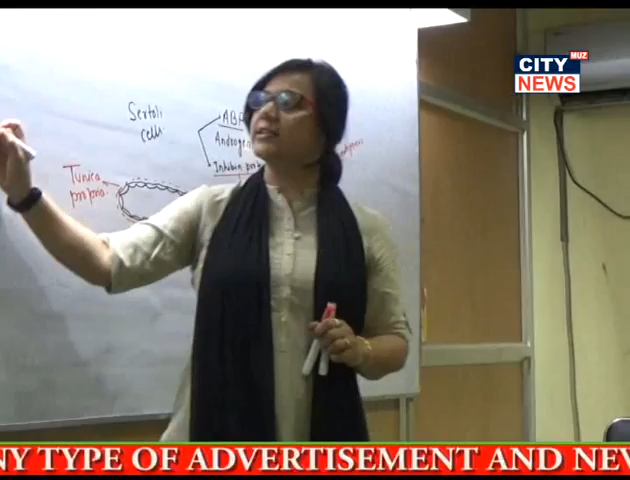 CITY MUZ
NEWS
Sertoli
cells
ABP
Androgen
Inhibin
Tunica
propria
NY TYPE OF ADVERTISEMENT AND NEW